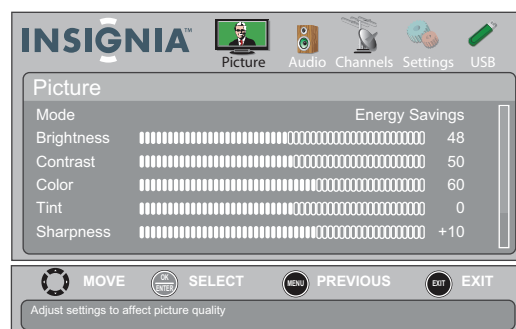 INSIGNIA™
Picture Audio Channels Settings USB
Picture
Mode Energy Savings
Brightness 48
Contrast 50
Color 60
Tint 0
Sharpness +10
MOVE OK ENTER SELECT MENU PREVIOUS EXIT EXIT
Adjust settings to affect picture quality